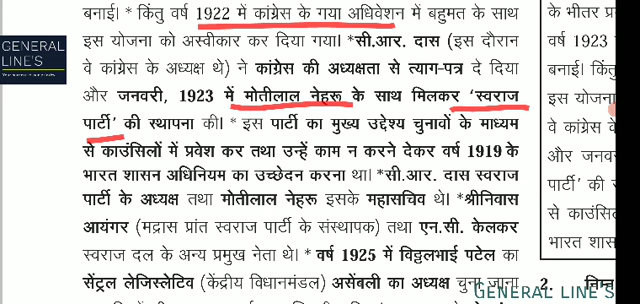 बनाई। * किंतु वर्ष 1922 में कांग्रेस के गया अधिवेशन में बहुमत के साथ
इस योजना को अस्वीकार कर दिया गया। *सी.आर. दास (इस दौरान
वे कांग्रेस के अध्यक्ष थे) ने कांग्रेस की अध्यक्षता से त्याग-पत्र दे दिया
और जनवरी, 1923 में मोतीलाल नेहरू के साथ मिलकर 'स्वराज
पार्टी' की स्थापना की। * इस पार्टी का मुख्य उद्देश्य चुनावों के माध्यम
से काउंसिलों में प्रवेश कर तथा उन्हें काम न करने देकर वर्ष 1919 के
भारत शासन अधिनियम का उच्छेदन करना था। *सी.आर. दास स्वराज
पार्टी के अध्यक्ष तथा मोतीलाल नेहरू इसके महासचिव थे। *श्रीनिवास
आयंगर (मद्रास प्रांत स्वराज पार्टी के संस्थापक) तथा एन.सी. केलकर
स्वराज दल के अन्य प्रमुख नेता थे। * वर्ष 1925 में विट्ठलभाई पटेल का
सेंट्रल लेजिस्लेटिव (केंद्रीय विधानमंडल) असेंबली का अध्यक्ष चुना जाना
GENERAL
LINE'S
के भीतर प्र
वर्ष 1923
बनाई। किंतु
इस योजना
वे कांग्रेस के
और जनवरी
पार्टी' की
से काउंसिलों
भारत शास
2. निम्न
GENERAL LINE'S